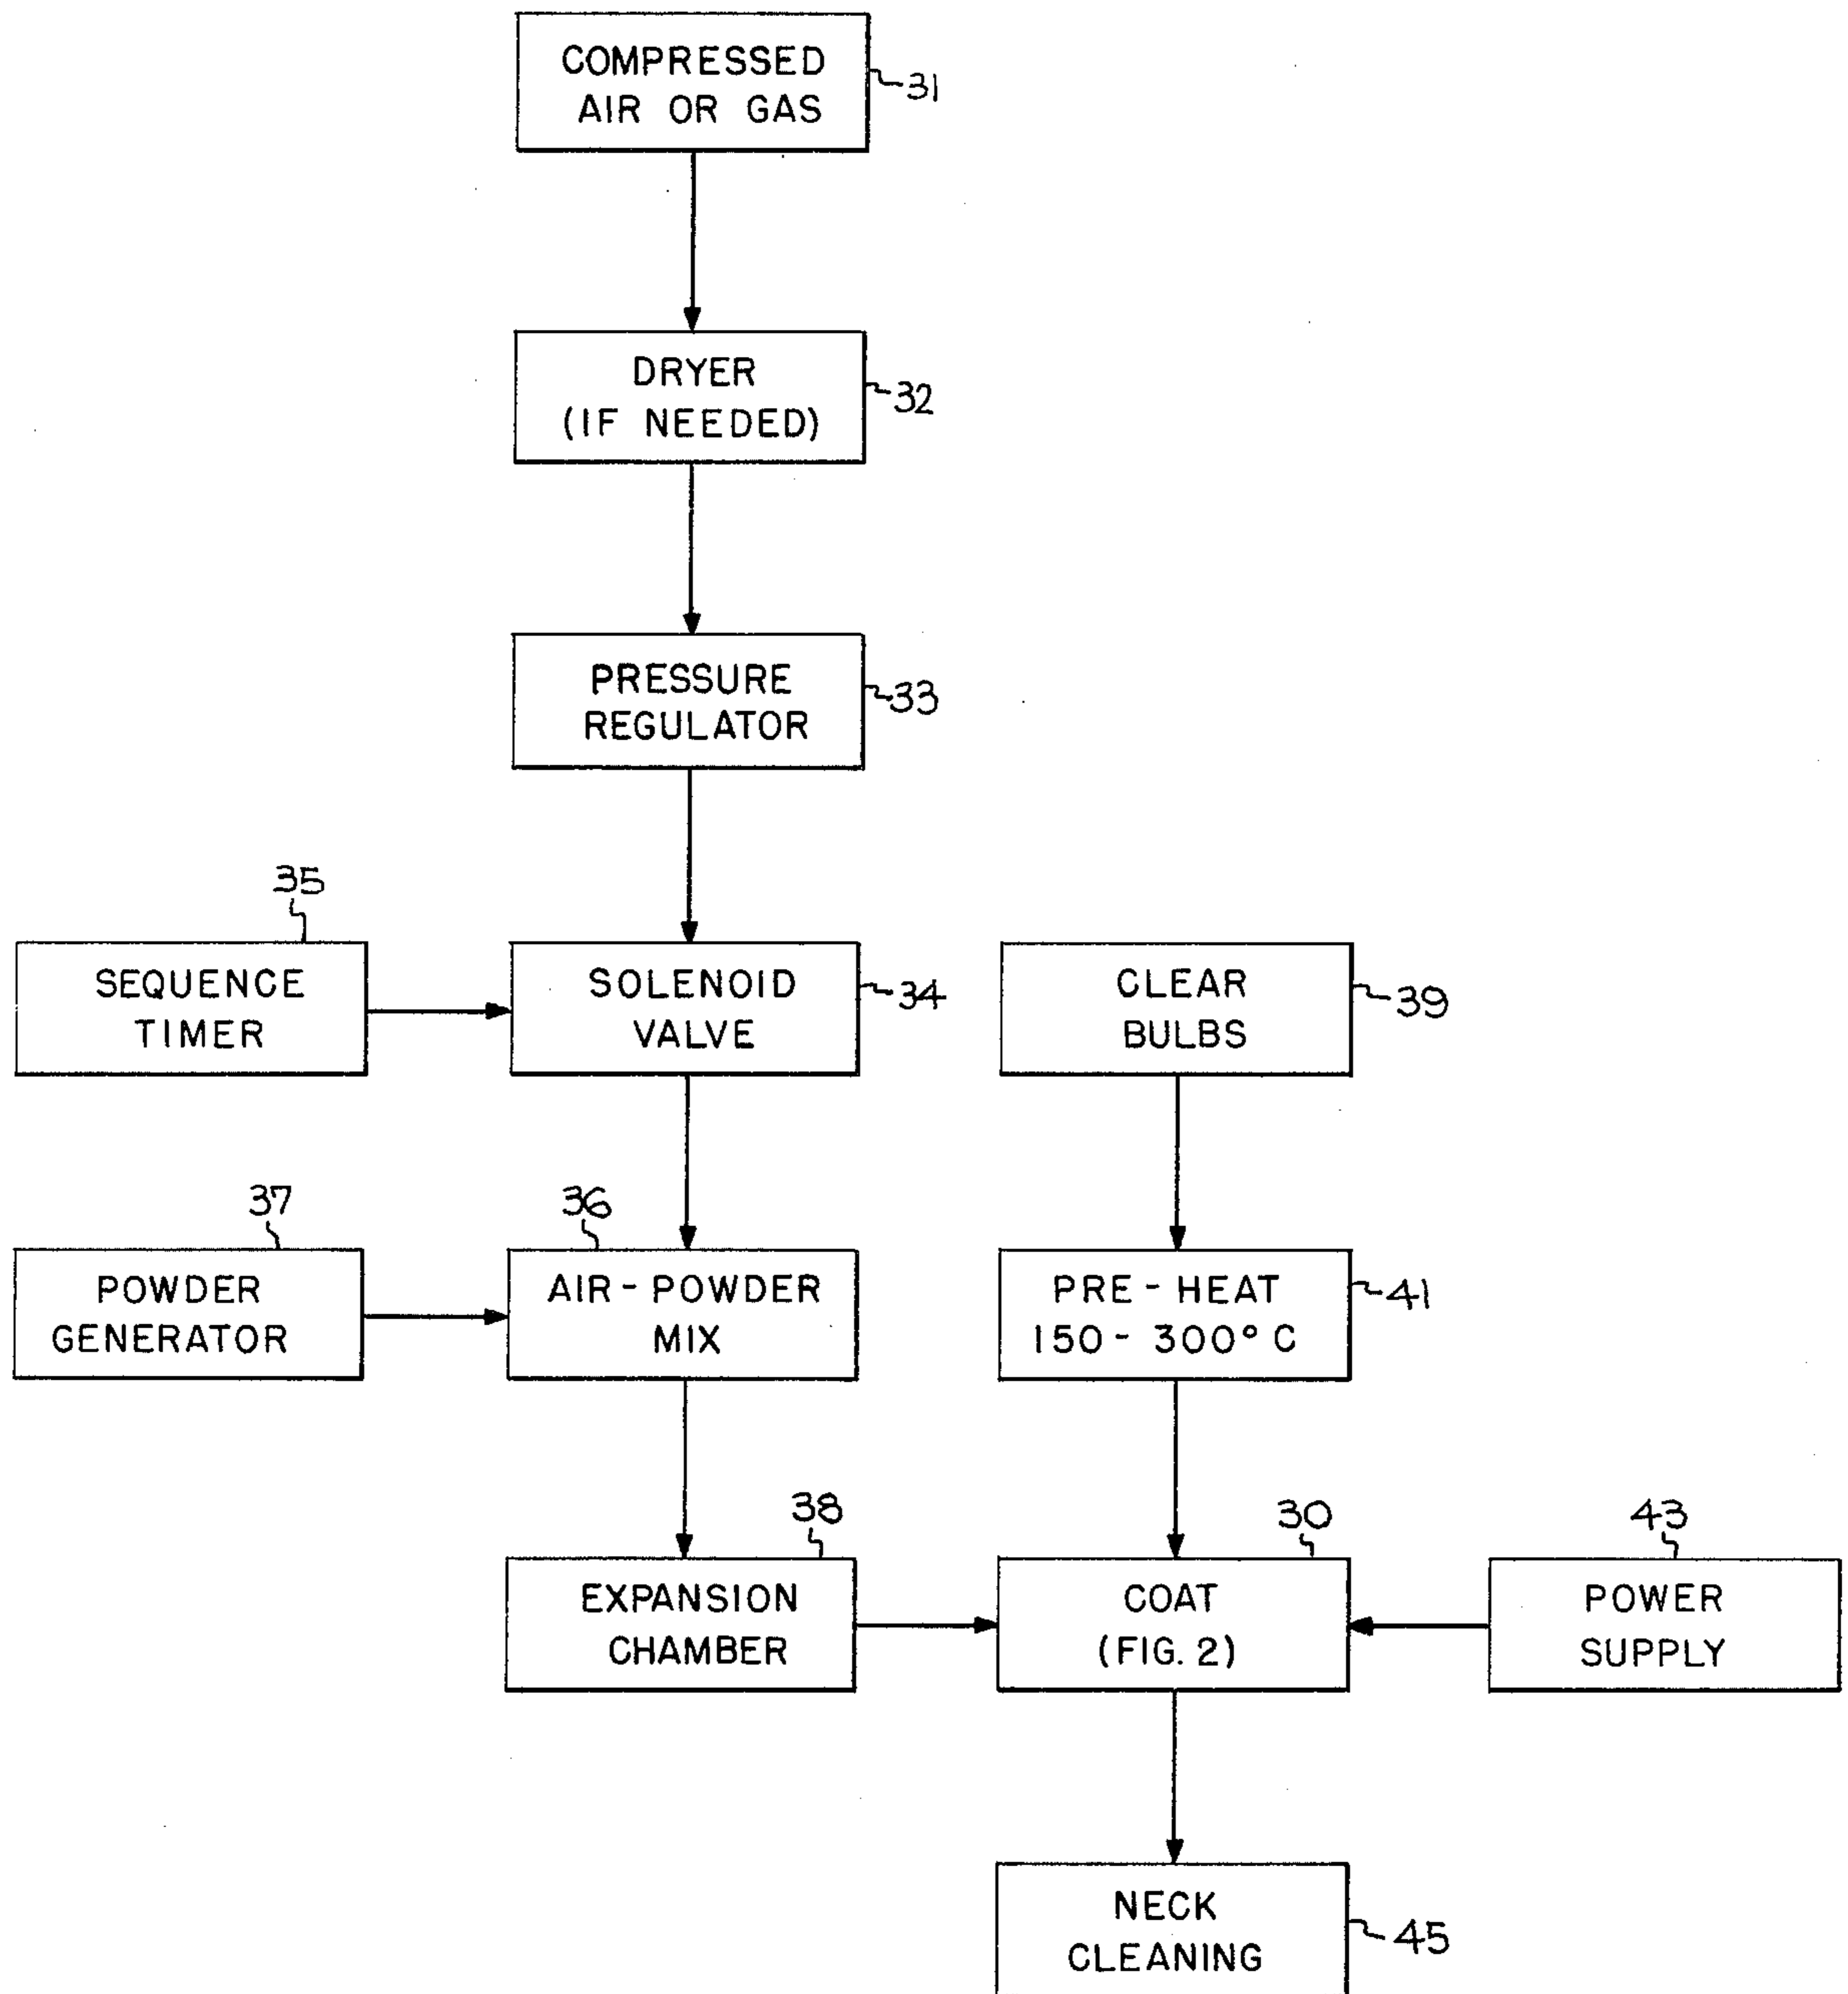 COMPRESSED
AIR OR GAS
31
DRYER
(IF NEEDED)
32
PRESSURE
REGULATOR
33
35
SEQUENCE
TIMER
SOLENOID
VALVE
34
CLEAR
BULBS
39
37
POWDER
GENERATOR
36
AIR-POWDER
MIX
PRE-HEAT
150-300°C
41
38
EXPANSION
CHAMBER
30
COAT
(FIG. 2)
43
POWER
SUPPLY
NECK
CLEANING
45